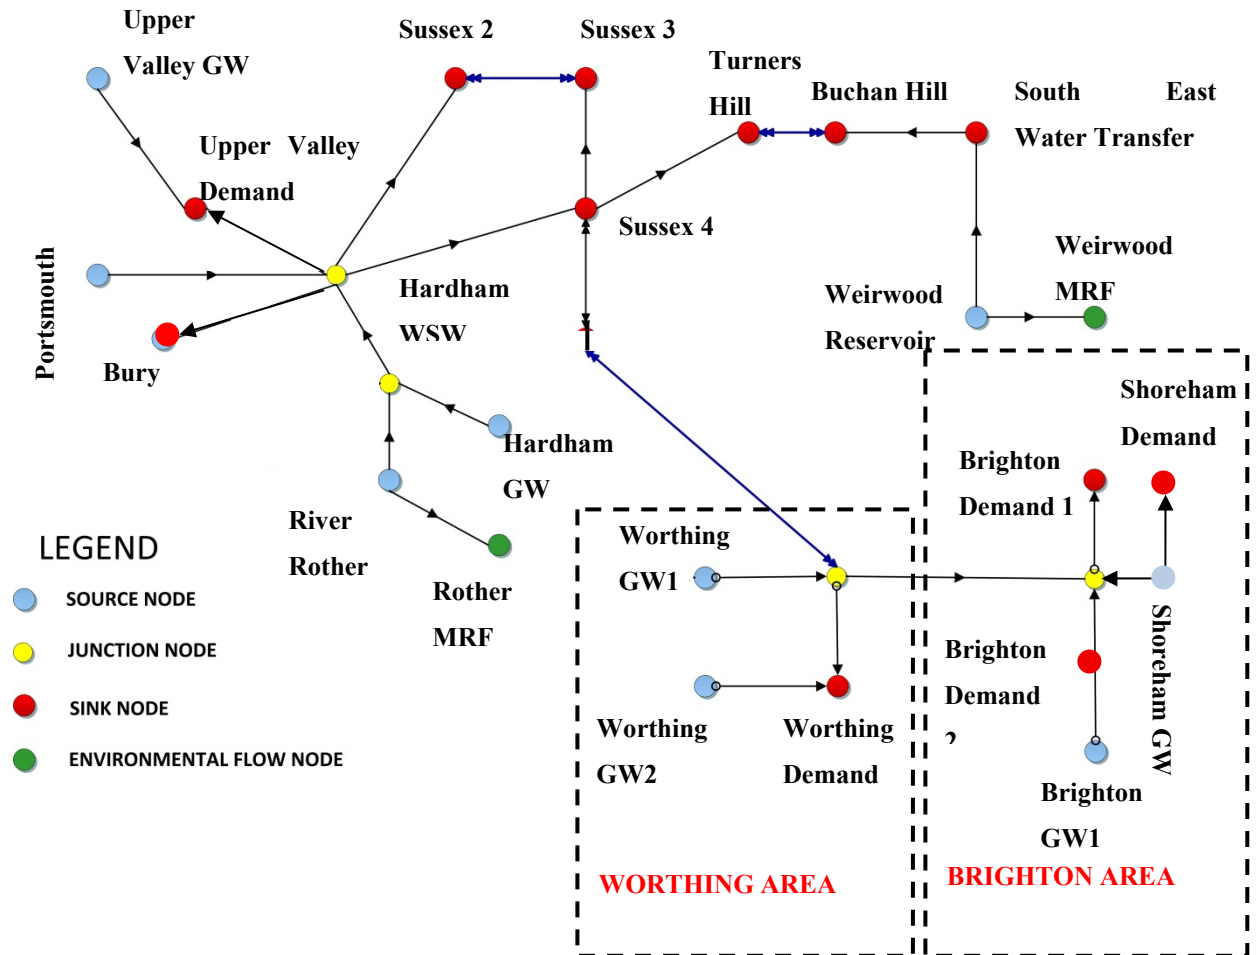 Upper
Valley GW
Sussex 2
Sussex 3
Turners
Hill
Buchan Hill
South East
Water Transfer
Upper Valley
Demand
Sussex 4
Portsmouth
Hardham
WSW
Weirwood
MRF
Weirwood
Reservoir
Bury
Shoreham
Demand
Hardham
GW
Brighton
Demand 1
River
Rother
Worthing
GW1
LEGEND
SOURCE NODE
JUNCTION NODE
SINK NODE
ENVIRONMENTAL FLOW NODE
Rother
MRF
Brighton
Demand
2
Shoreham GW
Worthing
GW2
Worthing
Demand
Brighton
GW1
WORTHING AREA
BRIGHTON AREA